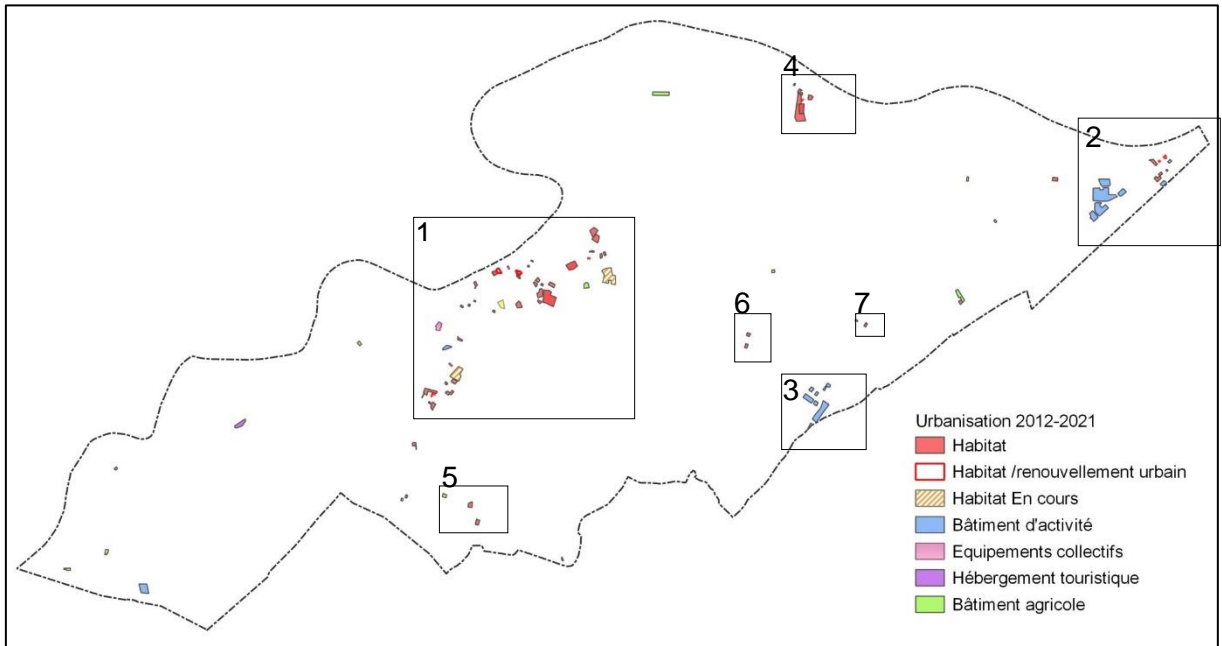 4
2
1
6
7
3
5
Urbanisation 2012-2021
Habitat
Habitat /renouvellement urbain
Habitat En cours
Bâtiment d'activité
Equipements collectifs
Hébergement touristique
Bâtiment agricole